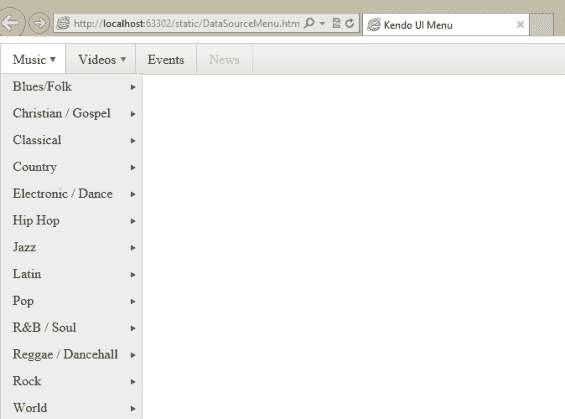 http://localhost:63302/static/DataSourceMenu.htm
Kendo UI Menu
Music Videos Events News
Blues/Folk
Christian / Gospel
Classical
Country
Electronic / Dance
Hip Hop
Jazz
Latin
Pop
R&B / Soul
Reggae / Dancehall
Rock
World